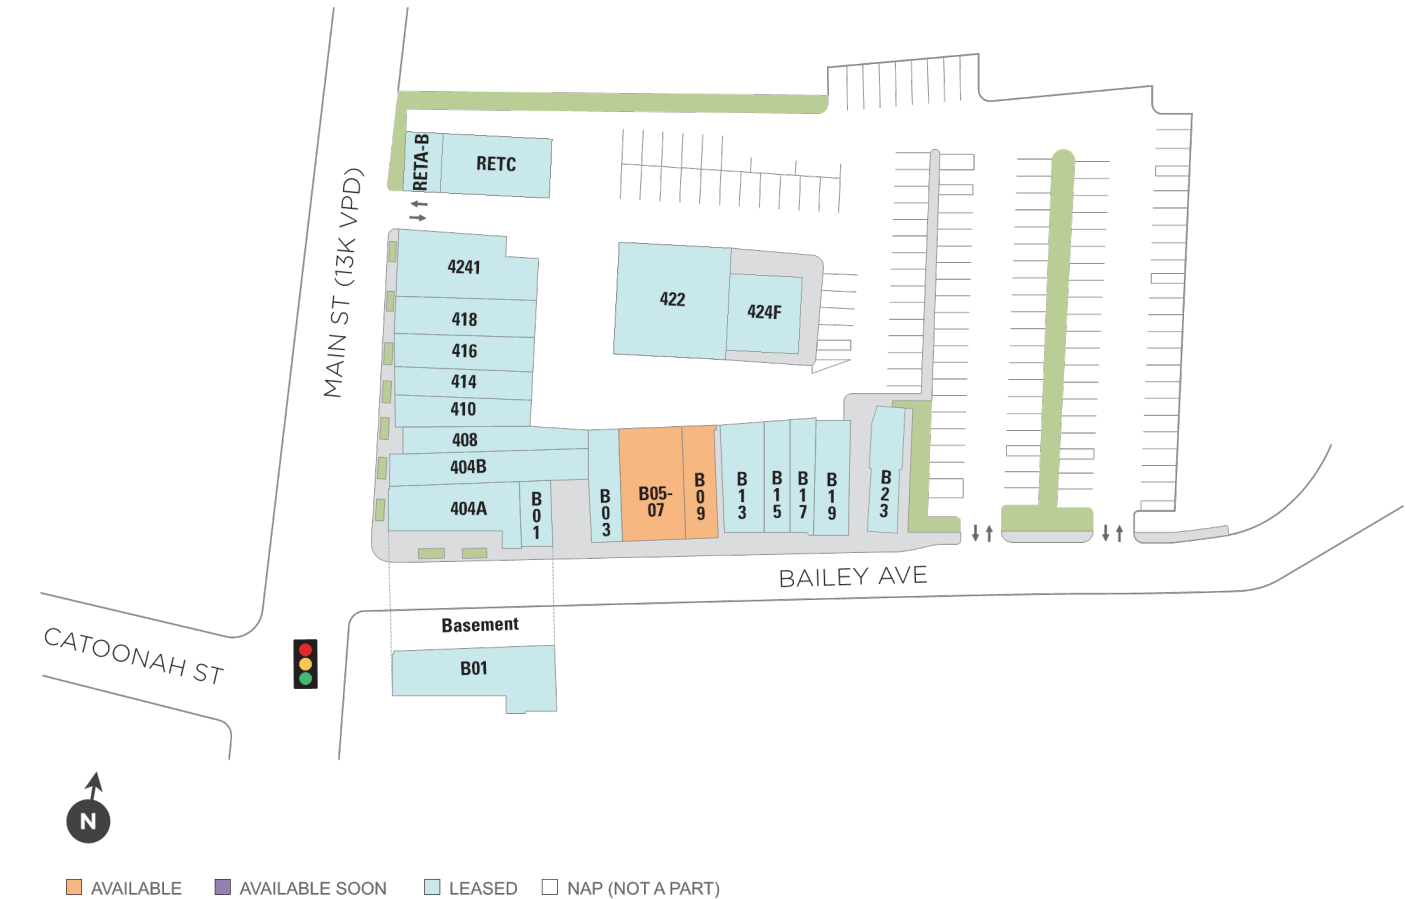 RETA-B
RETC
MAIN ST (13K VPD)
4241
418
416
414
410
408
404B
404A
B01
422
424F
B03
B05-
07
B09
B13
B15
B17
B19
B23
BAILEY AVE
CATOONAH ST
Basement
B01
N
AVAILABLE
AVAILABLE SOON
LEASED
NAP (NOT A PART)